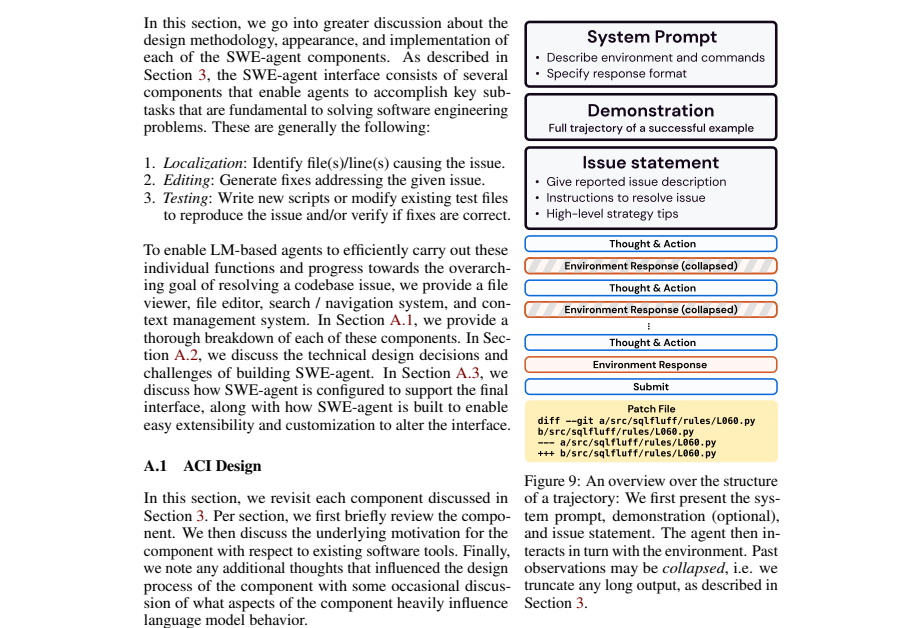 In this section, we go into greater discussion about the
design methodology, appearance, and implementation of
each of the SWE-agent components. As described in
Section 3, the SWE-agent interface consists of several
components that enable agents to accomplish key sub-
tasks that are fundamental to solving software engineering
problems. These are generally the following:
1. Localization: Identify file(s)/line(s) causing the issue.
2. Editing: Generate fixes addressing the given issue.
3. Testing: Write new scripts or modify existing test files
to reproduce the issue and/or verify if fixes are correct.
To enable LM-based agents to efficiently carry out these
individual functions and progress towards the overarch-
ing goal of resolving a codebase issue, we provide a file
viewer, file editor, search / navigation system, and con-
text management system. In Section A.1, we provide a
thorough breakdown of each of these components. In Sec-
tion A.2, we discuss the technical design decisions and
challenges of building SWE-agent. In Section A.3, we
discuss how SWE-agent is configured to support the final
interface, along with how SWE-agent is built to enable
easy extensibility and customization to alter the interface.
A.1 ACI Design
In this section, we revisit each component discussed in
Section 3. Per section, we first briefly review the compo-
nent. We then discuss the underlying motivation for the
component with respect to existing software tools. Finally,
we note any additional thoughts that influenced the design
process of the component with some occasional discus-
sion of what aspects of the component heavily influence
language model behavior.
System Prompt
• Describe environment and commands
• Specify response format
Demonstration
Full trajectory of a successful example
Issue statement
• Give reported issue description
• Instructions to resolve issue
• High-level strategy tips
Thought & Action
Environment Response (collapsed)
Thought & Action
Environment Response (collapsed)
⋮
Thought & Action
Environment Response
Submit
Patch File
diff --git a/src/sqlfluff/rules/L060.py
b/src/sqlfluff/rules/L060.py
--- a/src/sqlfluff/rules/L060.py
+++ b/src/sqlfluff/rules/L060.py
Figure 9: An overview over the structure
of a trajectory: We first present the sys-
tem prompt, demonstration (optional),
and issue statement. The agent then in-
teracts in turn with the environment. Past
observations may be collapsed, i.e. we
truncate any long output, as described in
Section 3.